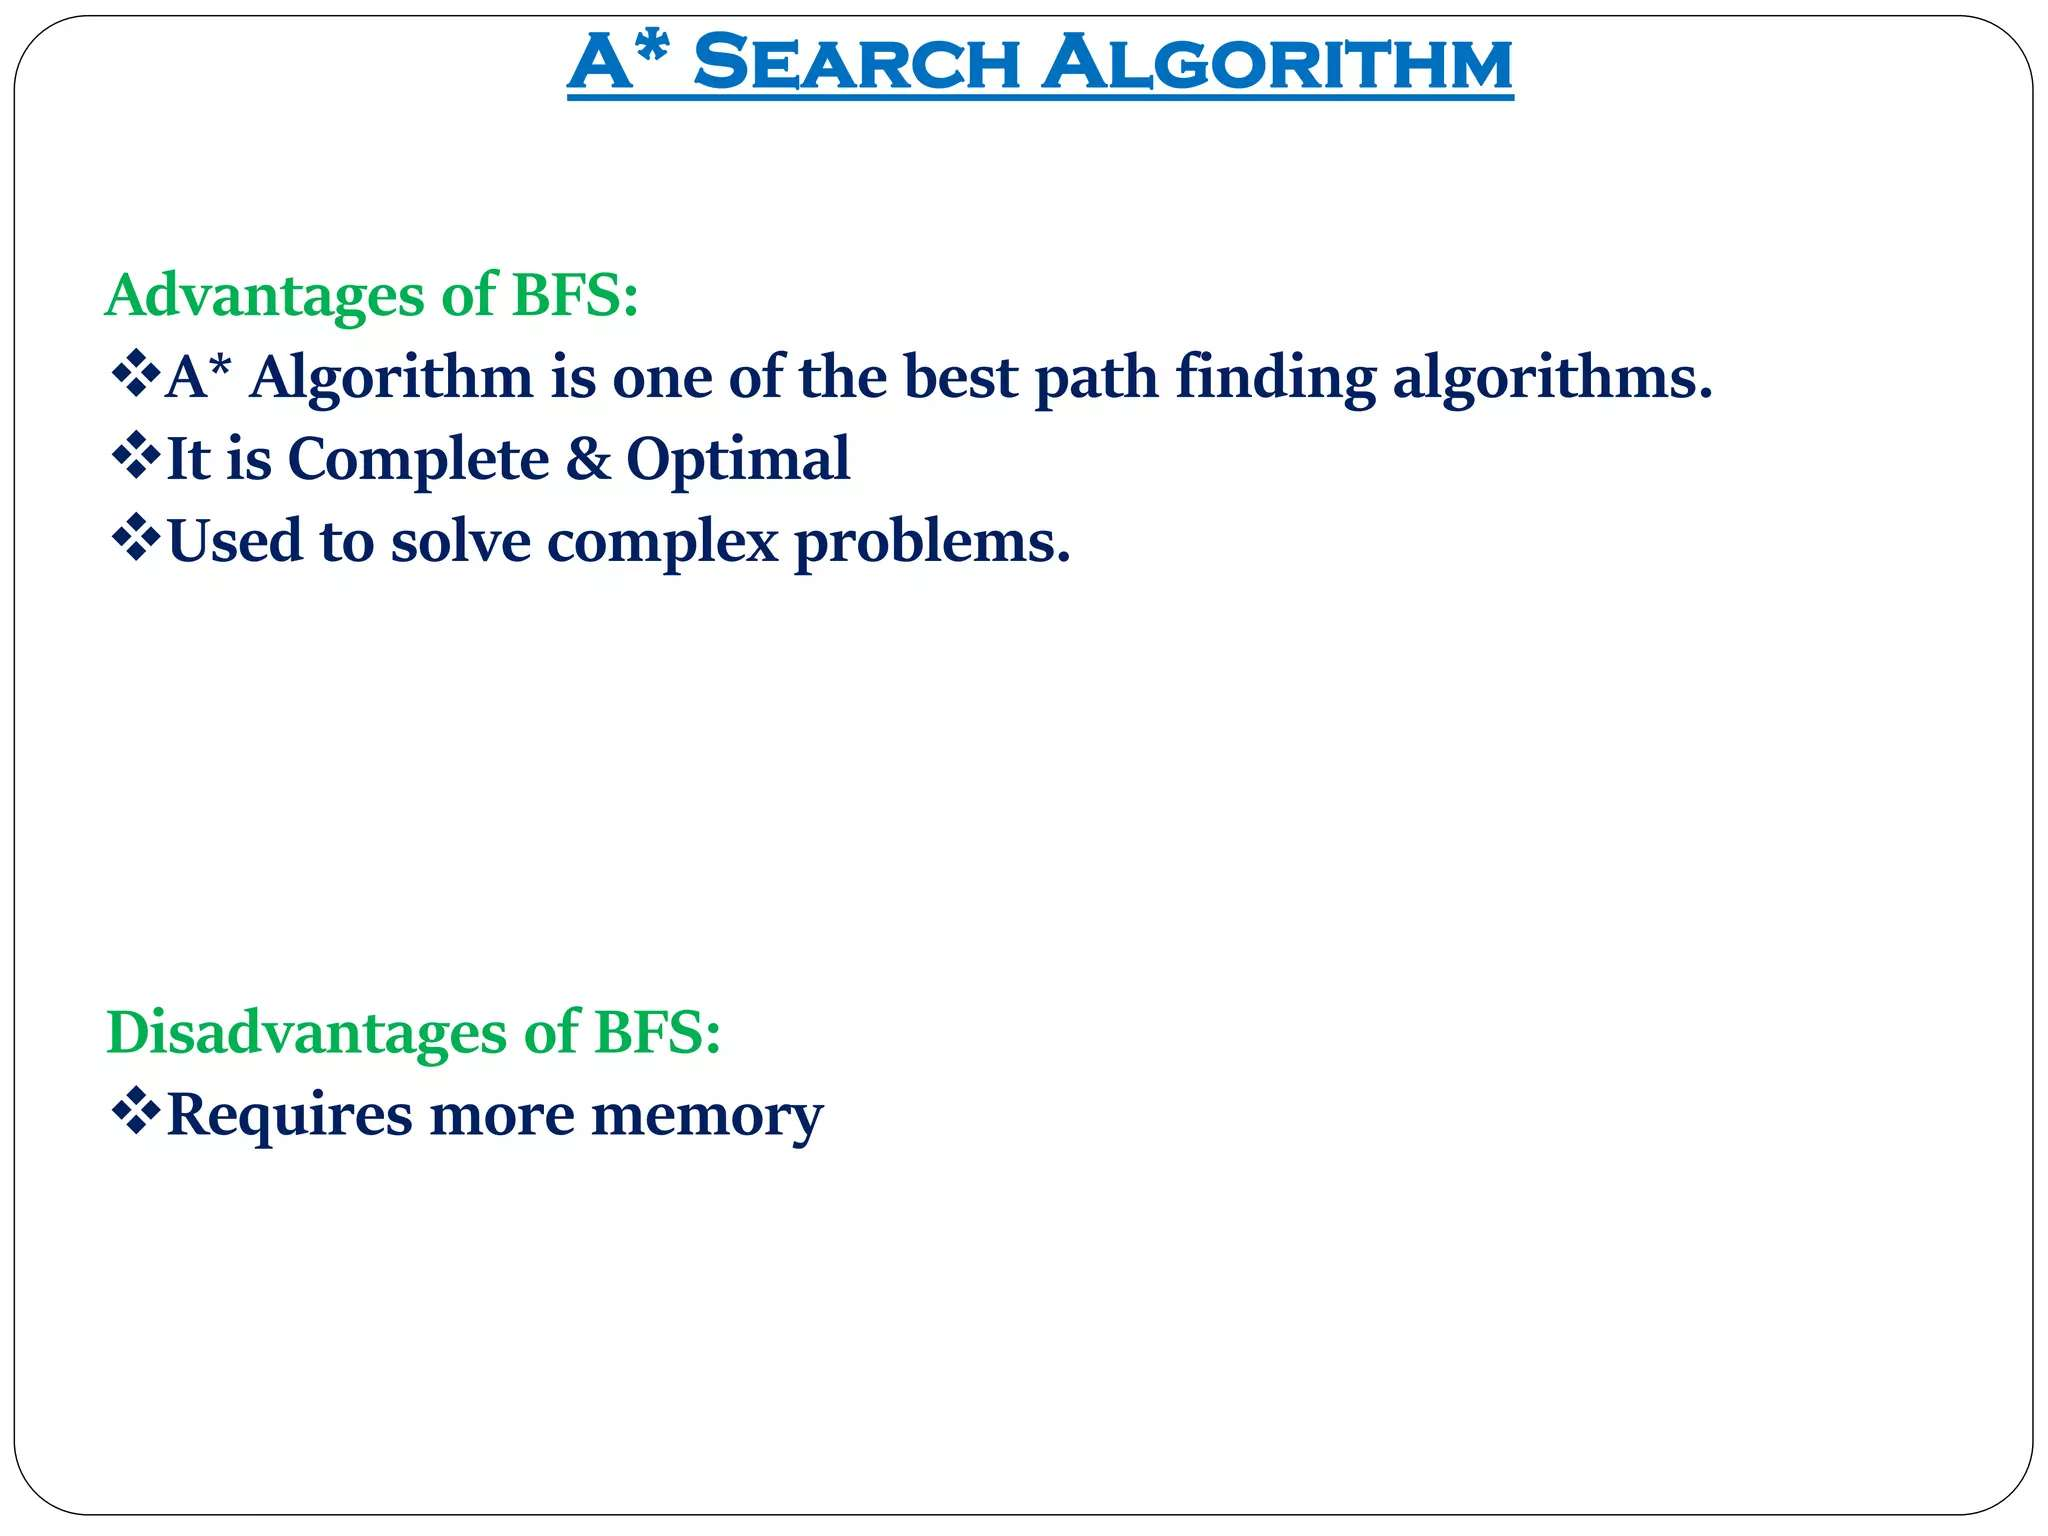 A* Search Algorithm
Advantages of BFS:
❖A* Algorithm is one of the best path finding algorithms.
❖It is Complete & Optimal
❖Used to solve complex problems.
Disadvantages of BFS:
❖Requires more memory